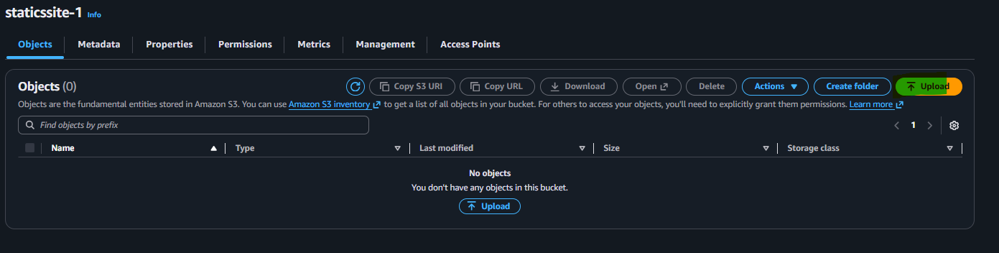 staticssite-1 Info
Objects Metadata Properties Permissions Metrics Management Access Points
Objects (0) Copy S3 URI Copy URL Download Open Delete Actions Create folder Upload
Objects are the fundamental entities stored in Amazon S3. You can use Amazon S3 inventory to get a list of all objects in your bucket. For others to access your objects, you'll need to explicitly grant them permissions. Learn more
Find objects by prefix 1
Name Type Last modified Size Storage class
No objects
You don't have any objects in this bucket.
Upload